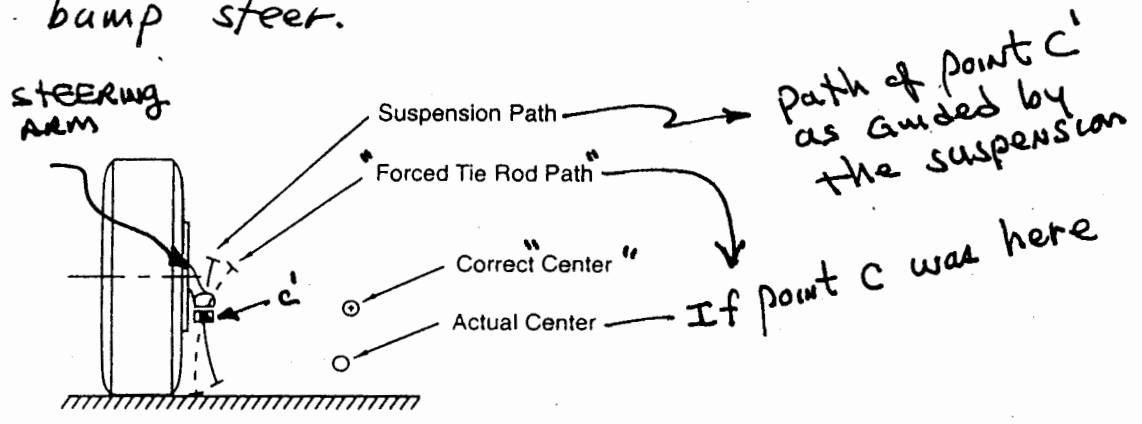 bump steer.
STEERING
ARM
Suspension Path
Path of point C'
as Guided by
the suspension
"Forced Tie Rod Path"
Correct "Center"
C'
Actual Center
If point C was here